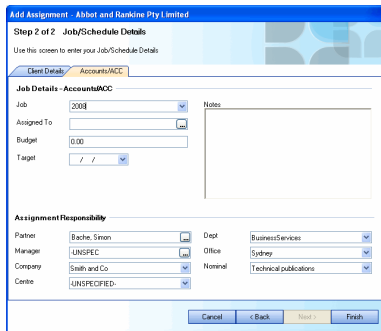 Add Assignment - Abbot and Rankine Pty Limited
Step 2 of 2 Job/Schedule Details
Use this screen to enter your Job/Schedule Details
Client Details Accounts/ACC
Job Details - Accounts/ACC
Job 2008 Notes
Assigned To ...
Budget 0.00
Target / /
Assignment Responsibility
Partner Bache, Simon ... Dept BusinessServices
Manager -UNSPEC ... Office Sydney
Company Smith and Co Nominal Technical publications
Centre -UNSPECIFIED-
Cancel < Back Next > Finish